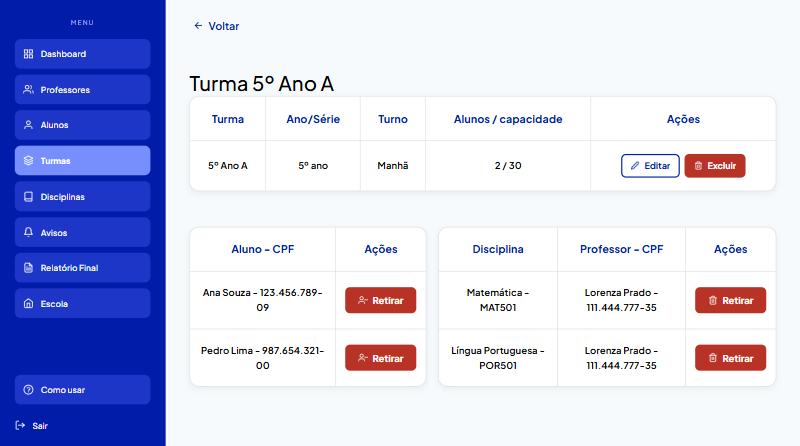 MENU
Dashboard
Professores
Alunos
Turmas
Disciplinas
Avisos
Relatório Final
Escola
Como usar
Sair
Voltar
Turma 5º Ano A
Turma Ano/Série Turno Alunos / capacidade Ações
5º Ano A 5º ano Manhã 2 / 30 Editar Excluir
Aluno - CPF Ações
Ana Souza - 123.456.789-
09
Retirar
Pedro Lima - 987.654.321-
00
Retirar
Disciplina Professor - CPF Ações
Matemática -
MAT501
Lorenza Prado -
111.444.777-35
Retirar
Língua Portuguesa -
POR501
Lorenza Prado -
111.444.777-35
Retirar